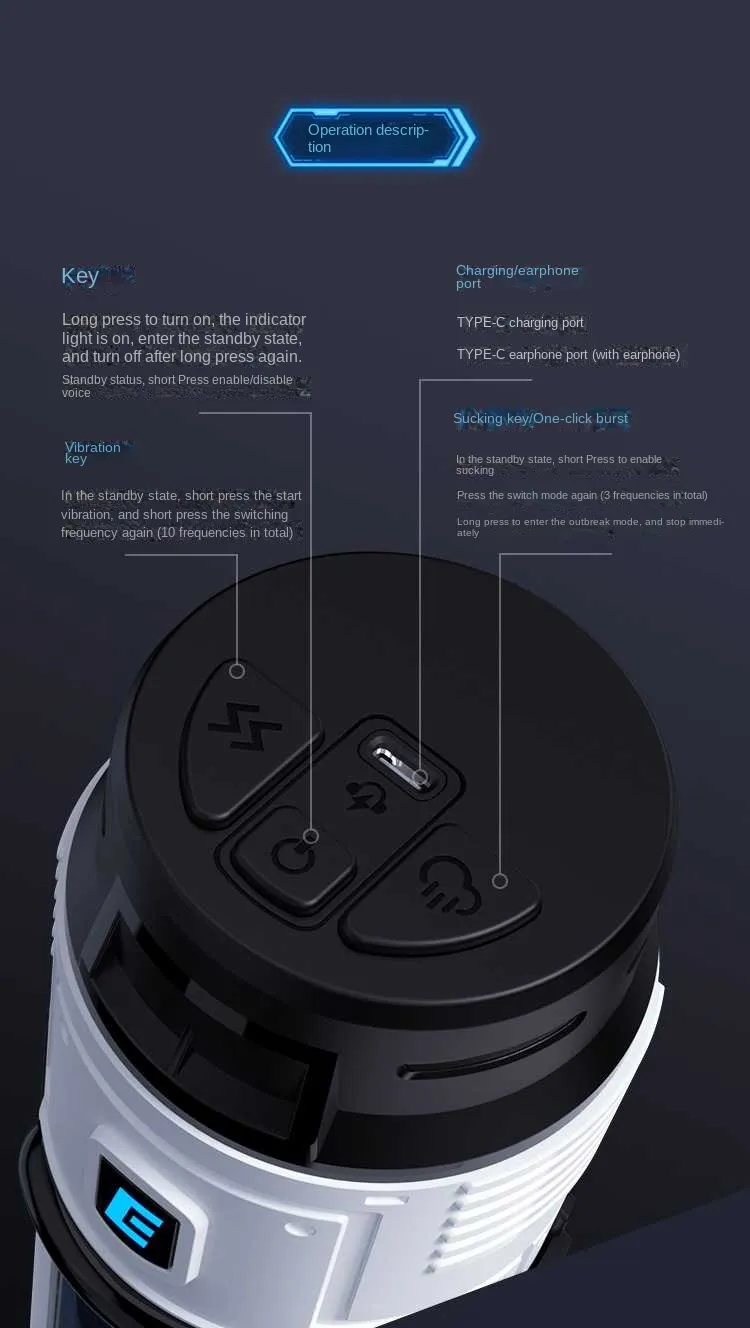 Operation descrip-
tion
Key
Long press to turn on, the indicator
light is on, enter the standby state,
and turn off after long press again.
Standby status, short Press enable/disable
voice
Vibration
key
In the standby state, short press the start
vibration, and short press the switching
frequency again (10 frequencies in total)
Charging/earphone
port
TYPE-C charging port
TYPE-C earphone port (with earphone)
Sucking key/One-click burst
In the standby state, short Press to enable
sucking
Press the switch mode again (3 frequencies in total)
Long press to enter the outbreak mode, and stop immedi-
ately